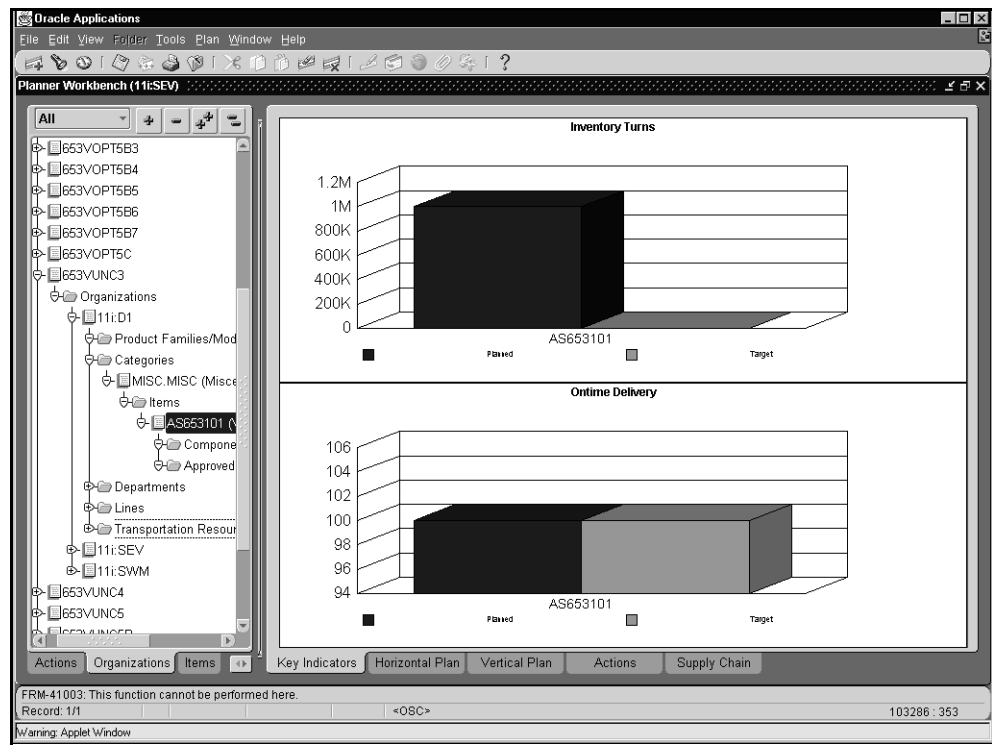 Oracle Applications
File Edit View Folder Tools Plan Window Help
Planner Workbench (11i:SEV)
All
653VOPT5B3
653VOPT5B4
653VOPT5B5
653VOPT5B6
653VOPT5B7
653VOPT5C
653VUNC3
Organizations
11i:D1
Product Families/Mod
Categories
MISC.MISC (Misce
Items
AS653101 (V
Compone
Approved
Departments
Lines
Transportation Resour
11i:SEV
11i:SWM
653VUNC4
653VUNC5
Actions Organizations Items
Inventory Turns
1.2M
1M
800K
600K
400K
200K
0
AS653101
Planned Target
Ontime Delivery
106
104
102
100
98
96
94
AS653101
Planned Target
Key Indicators Horizontal Plan Vertical Plan Actions Supply Chain
FRM-41003: This function cannot be performed here.
Record: 1/1 <OSC> 103286 : 353
Warning: Applet Window